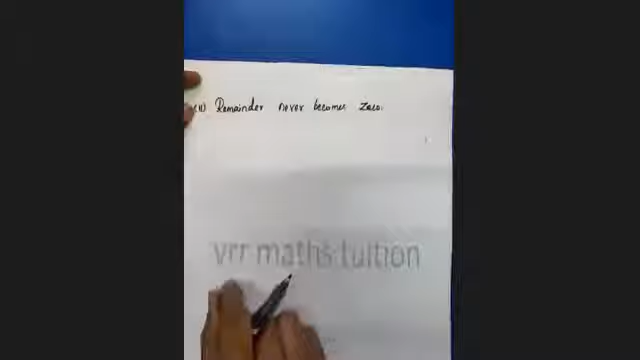 (ii) Remainder never becomes zero.
vrr maths tuition